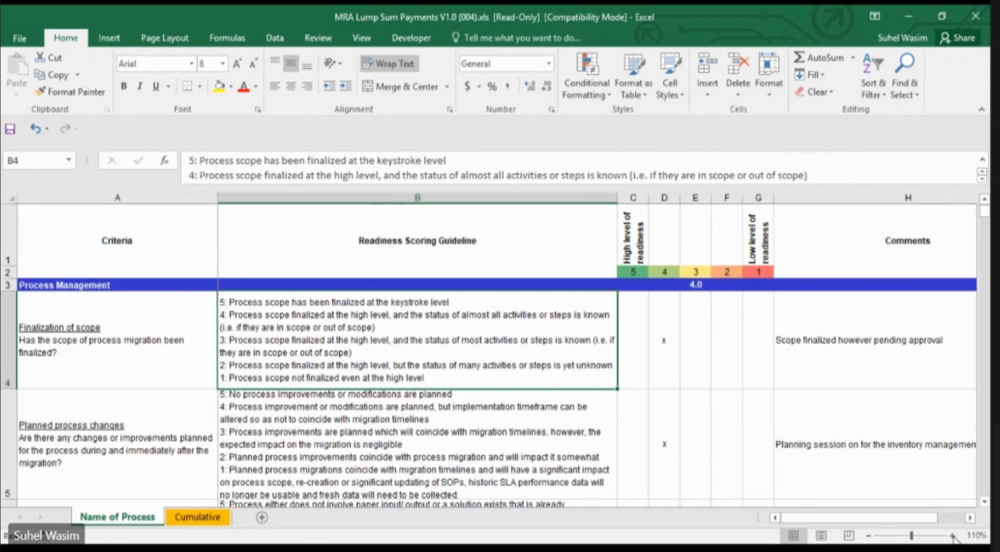 MRA Lump Sum Payments V1.0 (004).xls [Read-Only] [Compatibility Mode] - Excel
File Home Insert Page Layout Formulas Data Review View Developer Tell me what you want to do... Suhel Wasim Share
Paste
Cut
Copy
Format Painter
Clipboard
Arial 8
B I U
Font
Wrap Text
Merge & Center
Alignment
General
$ % ,
Number
Conditional Formatting
Format as Table
Cell Styles
Styles
Insert Delete Format
Cells
AutoSum
Fill
Clear
Sort & Filter
Find & Select
Editing
B4
fx
5: Process scope has been finalized at the keystroke level
4: Process scope finalized at the high level, and the status of almost all activities or steps is known (i.e. if they are in scope or out of scope)
A B C D E F G H
1
Criteria
Readiness Scoring Guideline
High level of readiness
Low level of readiness
Comments
2 5 4 3 2 1
3 Process Management 4.0
4
Finalization of scope
Has the scope of process migration been
finalized?
5: Process scope has been finalized at the keystroke level
4: Process scope finalized at the high level, and the status of almost all activities or steps is known
(i.e. if they are in scope or out of scope)
3: Process scope finalized at the high level, and the status of most activities or steps is known (i.e. if
they are in scope or out of scope)
2: Process scope finalized at the high level, but the status of many activities or steps is yet unknown
1: Process scope not finalized even at the high level
x
Scope finalized however pending approval
5
Planned process changes
Are there any changes or improvements planned
for the process during and immediately after the
migration?
5: No process improvements or modifications are planned
4: Process improvement or modifications are planned, but implementation timeframe can be
altered so as not to coincide with migration timelines
3: Process improvements are planned which will coincide with migration timelines, however, the
expected impact on the migration is negligible
2: Planned process improvements coincide with process migration and will impact it somewhat
1: Planned process migrations coincide with migration timelines and will have a significant impact
on process scope, re-creation or significant updating of SOPs, historic SLA performance data will
no longer be usable and fresh data will need to be collected.
x
Planning session on for the inventory managemen
5: Process either does not involve paper input/ output or a solution exists that is already
Name of Process Cumulative
Suhel Wasim
110%